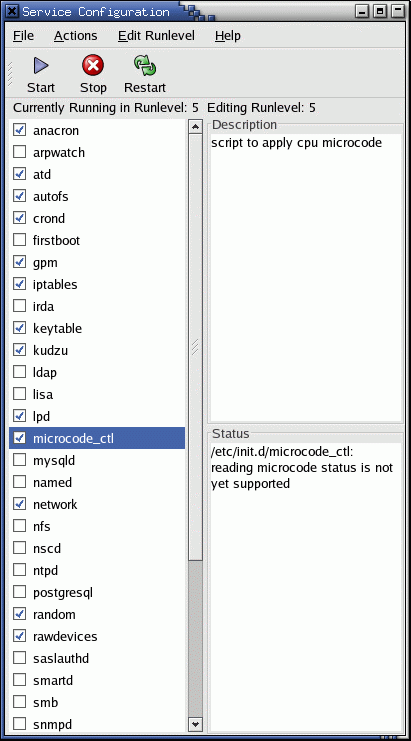 Service Configuration
File Actions Edit Runlevel Help
Start Stop Restart
Currently Running in Runlevel: 5 Editing Runlevel: 5
anacron
arpwatch
atd
autofs
crond
firstboot
gpm
iptables
irda
keytable
kudzu
ldap
lisa
lpd
microcode_ctl
mysqld
named
network
nfs
nscd
ntpd
postgresql
random
rawdevices
saslauthd
smartd
smb
snmpd
Description
script to apply cpu microcode
Status
/etc/init.d/microcode_ctl:
reading microcode status is not
yet supported